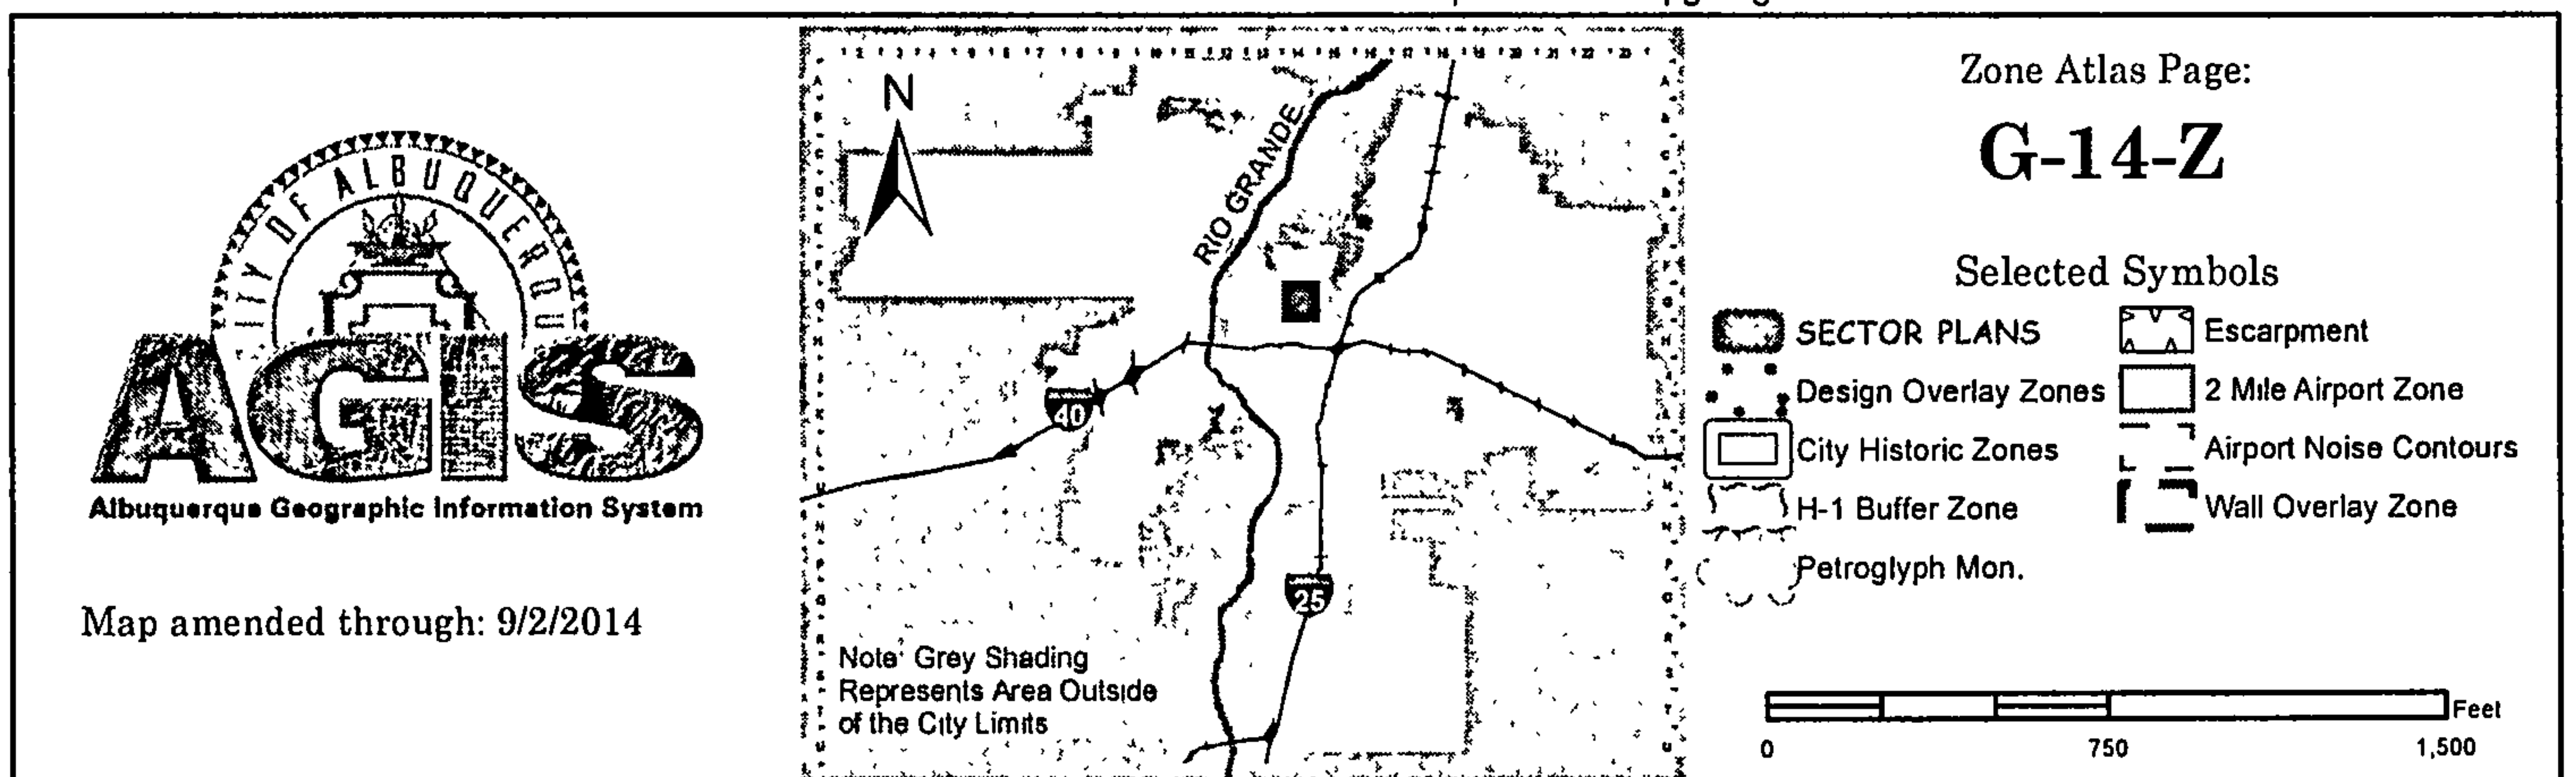 CITY OF ALBUQUERQU
AGIS
Albuquerque Geographic Information System
Map amended through: 9/2/2014
N
RIO GRANDE
40
25
Note: Grey Shading
Represents Area Outside
of the City Limits
Zone Atlas Page:
G-14-Z
Selected Symbols
SECTOR PLANS
Design Overlay Zones
City Historic Zones
H-1 Buffer Zone
Petroglyph Mon.
Escarpment
2 Mile Airport Zone
Airport Noise Contours
Wall Overlay Zone
Feet
0 750 1,500